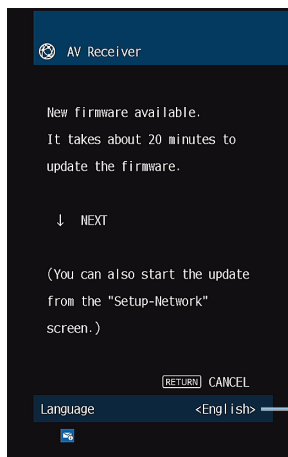 AV Receiver
New firmware available.
It takes about 20 minutes to
update the firmware.
↓ NEXT
(You can also start the update
from the "Setup-Network"
screen.)
RETURN CANCEL
Language <English>